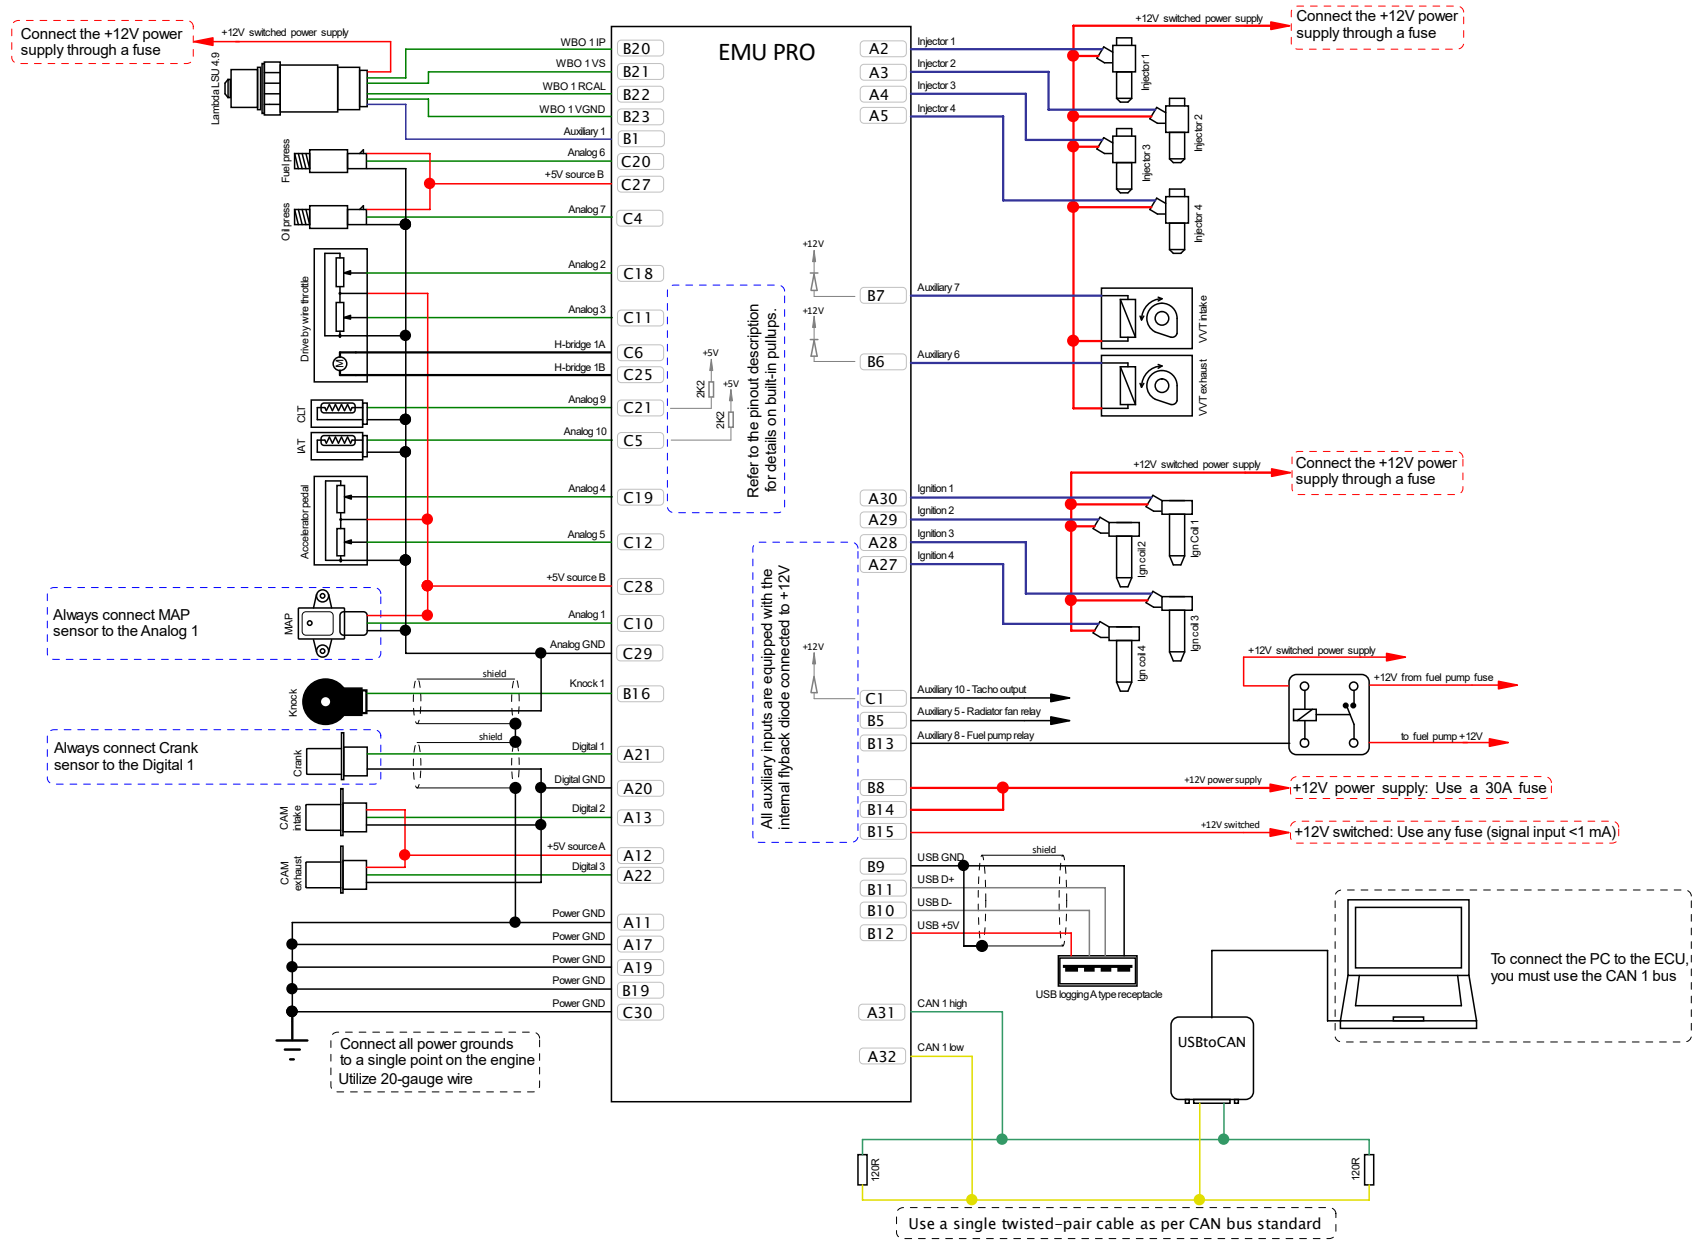 Connect the +12V power
supply through a fuse
+12V switched power supply
Lambda LSU 4.9
WBO 1 IP
B20
WBO 1 VS
B21
WBO 1 RCAL
B22
WBO 1 VGND
B23
Auxiliary 1
B1
Fuel press
Analog 6
C20
+5V source B
C27
Oil press
Analog 7
C4
Drive by wire throttle
Analog 2
C18
Analog 3
C11
M
H-bridge 1A
C6
H-bridge 1B
C25
CLT
Analog 9
C21
IAT
Analog 10
C5
Accelerator pedal
Analog 4
C19
Analog 5
C12
+5V source B
C28
Always connect MAP
sensor to the Analog 1
MAP
Analog 1
C10
Analog GND
C29
Knock
shield
Knock 1
B16
Always connect Crank
sensor to the Digital 1
Crank
shield
Digital 1
A21
Digital GND
A20
CAM
intake
Digital 2
A13
+5V source A
A12
CAM
exhaust
Digital 3
A22
Power GND
A11
Power GND
A17
Power GND
A19
Power GND
B19
Power GND
C30
Connect all power grounds
to a single point on the engine
Utilize 20-gauge wire
EMU PRO
+5V
2K2
+5V
2K2
Refer to the pinout description
for details on built-in pullups.
+12V
+12V
All auxiliary inputs are equipped with the
internal flyback diode connected to +12V
+12V
A2
Injector 1
A3
Injector 2
A4
Injector 3
A5
Injector 4
+12V switched power supply
Connect the +12V power
supply through a fuse
Injector 1
Injector 2
Injector 3
Injector 4
B7
Auxiliary 7
VVT intake
B6
Auxiliary 6
VVT exhaust
+12V switched power supply
Connect the +12V power
supply through a fuse
A30
Ignition 1
A29
Ignition 2
A28
Ignition 3
A27
Ignition 4
Ign Coil 1
Ign coil 2
Ign coil 3
Ign coil 4
+12V switched power supply
+12V from fuel pump fuse
to fuel pump +12V
C1
Auxiliary 10 - Tacho output
B5
Auxiliary 5 - Radiator fan relay
B13
Auxiliary 8 - Fuel pump relay
B8
+12V power supply
+12V power supply: Use a 30A fuse
B14
B15
+12V switched
+12V switched: Use any fuse (signal input <1 mA)
B9
USB GND
shield
B11
USB D+
B10
USB D-
B12
USB +5V
USB logging A type receptacle
A31
CAN 1 high
A32
CAN 1 low
USBtoCAN
To connect the PC to the ECU,
you must use the CAN 1 bus
120R
120R
Use a single twisted-pair cable as per CAN bus standard